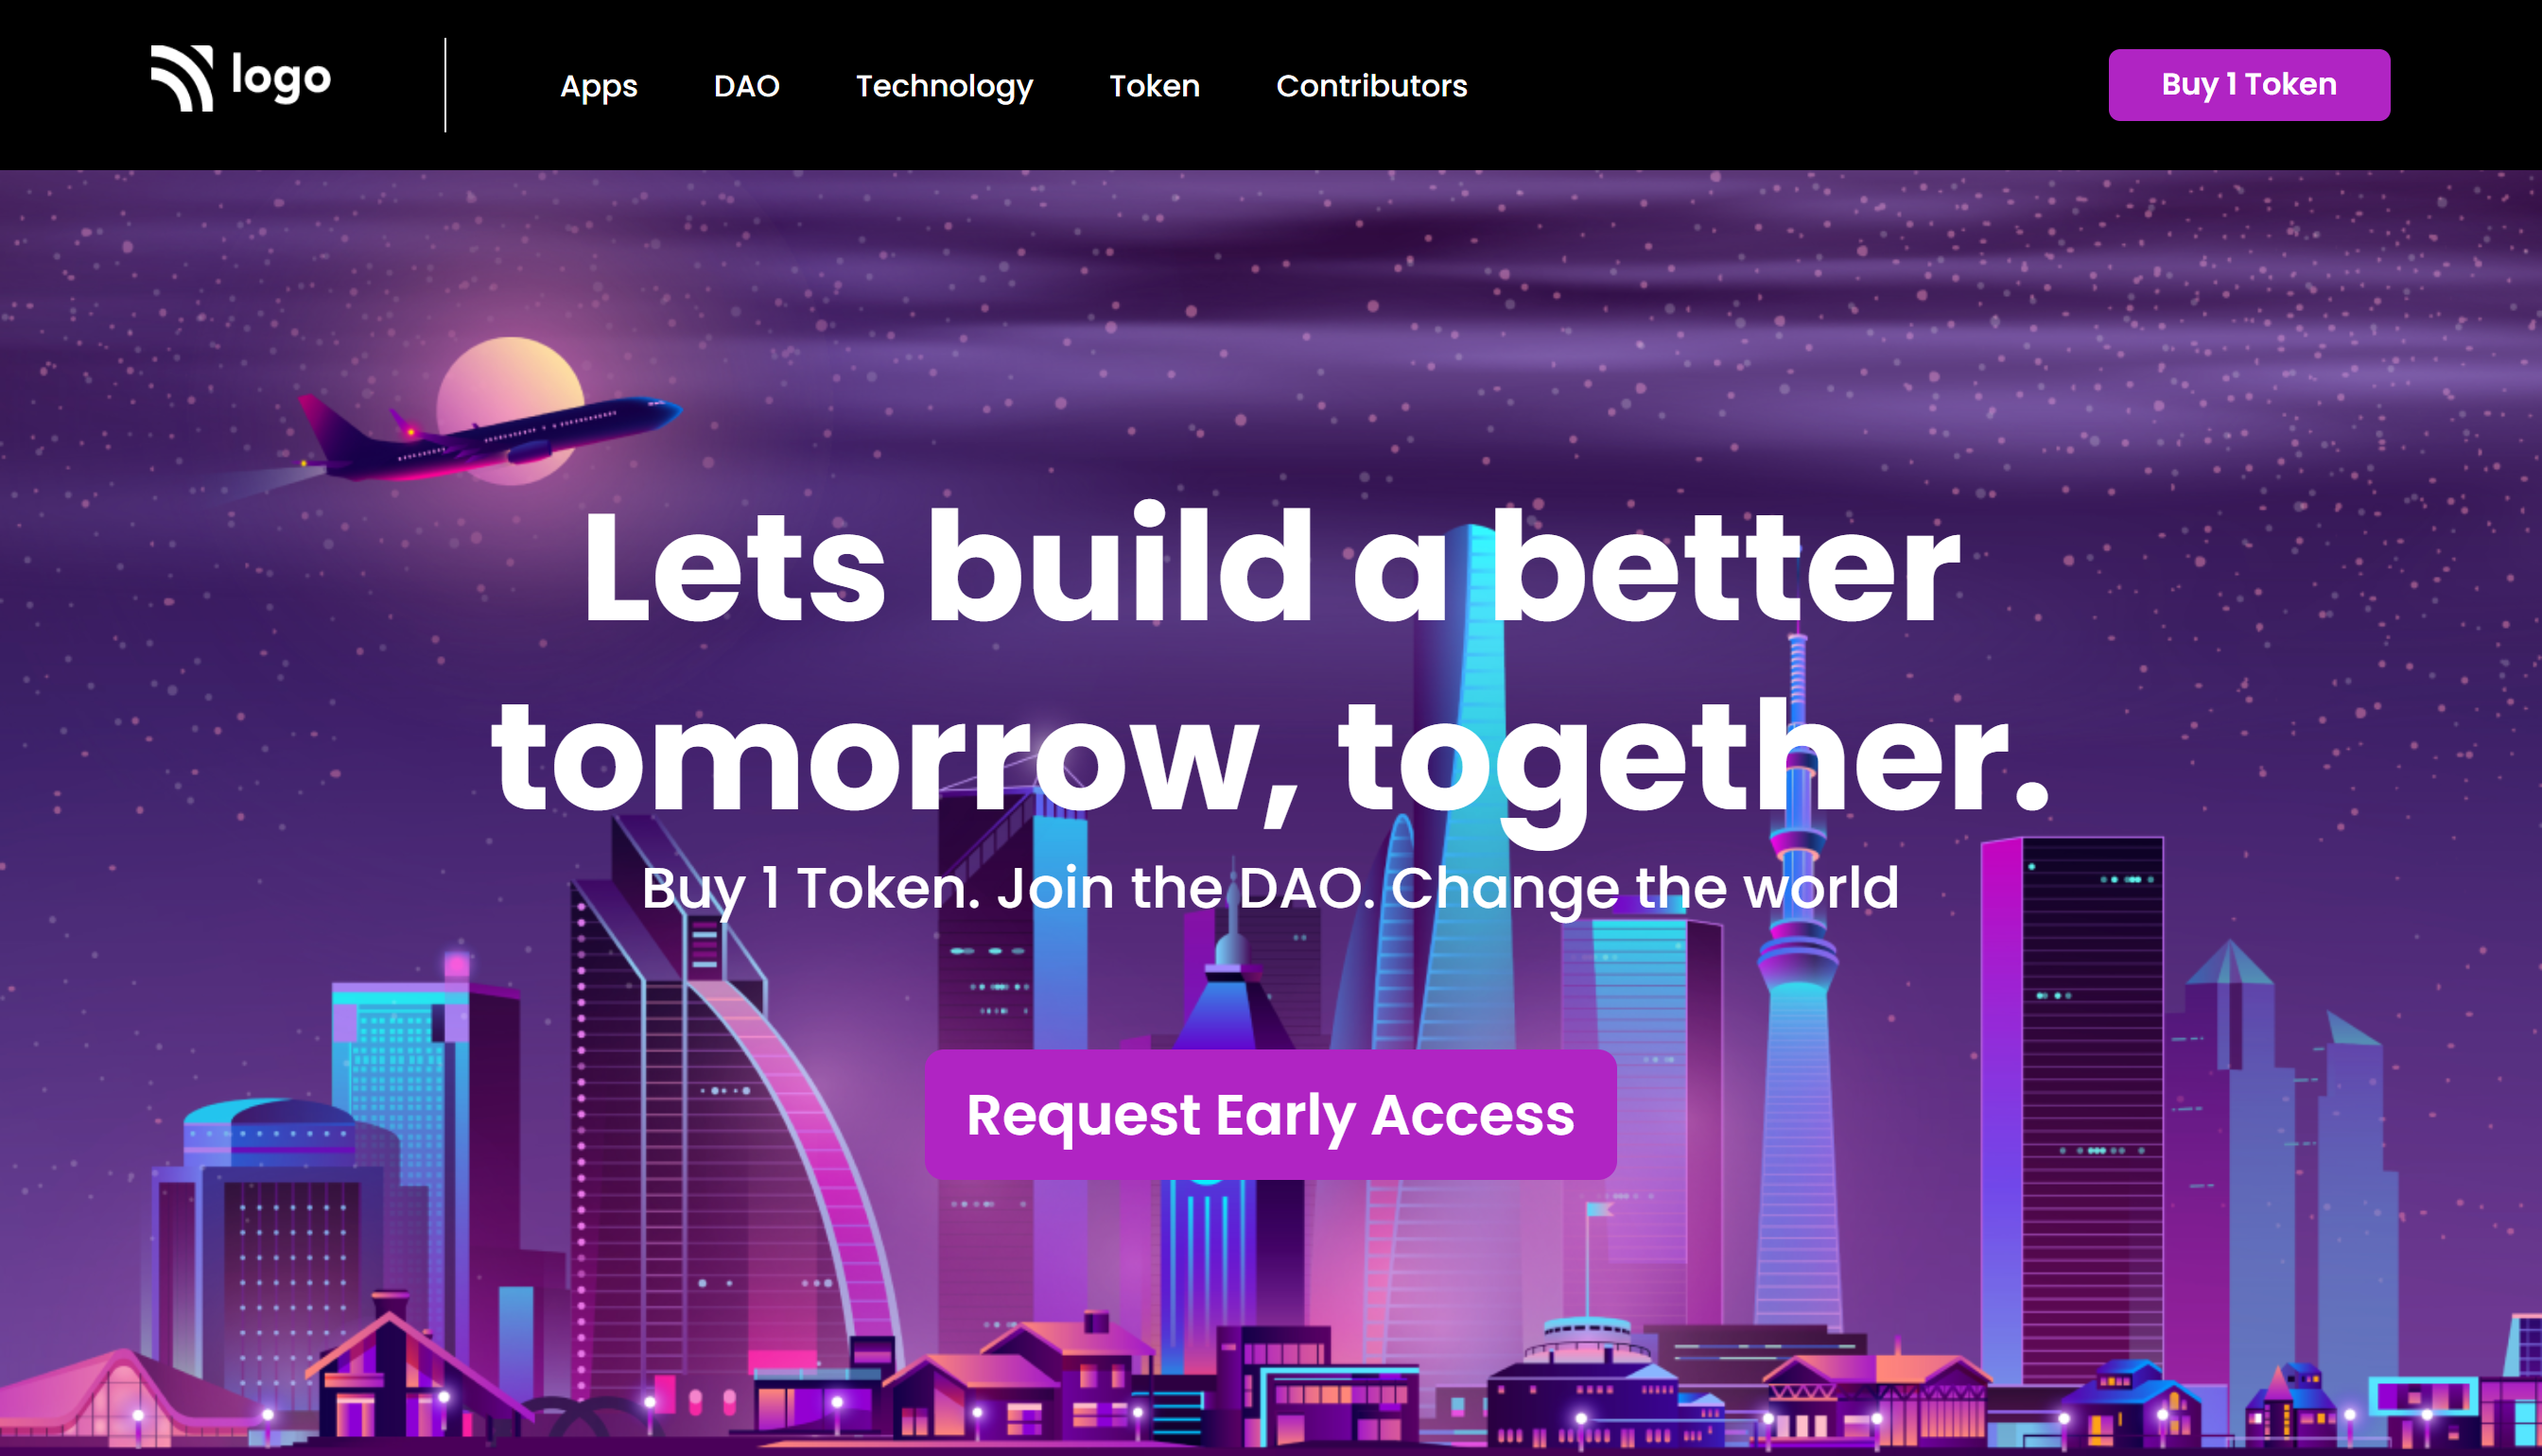 logo
Apps DAO Technology Token Contributors
Buy 1 Token
Lets build a better
tomorrow, together.
Buy 1 Token. Join the DAO. Change the world
Request Early Access